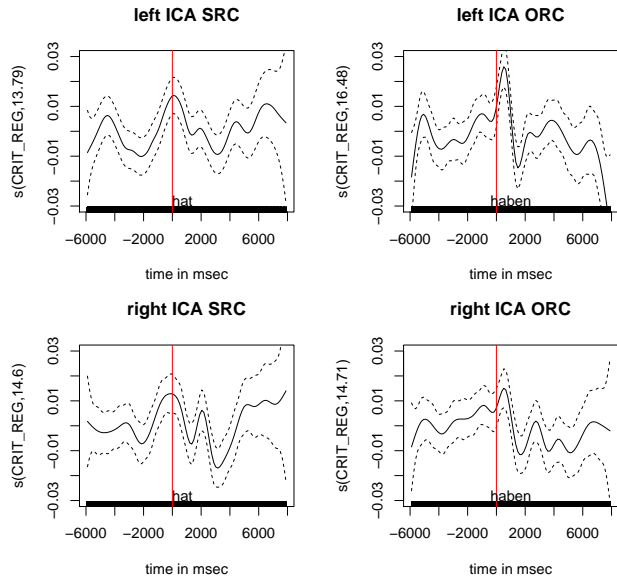 left ICA SRC
s(CRIT_REG,13.79)
0.03
0.01
−0.01
−0.03
hat
−6000 −2000 2000 6000
time in msec
left ICA ORC
s(CRIT_REG,16.48)
0.03
0.01
−0.01
−0.03
haben
−6000 −2000 2000 6000
time in msec
right ICA SRC
s(CRIT_REG,14.6)
0.03
0.01
−0.01
−0.03
hat
−6000 −2000 2000 6000
time in msec
right ICA ORC
s(CRIT_REG,14.71)
0.03
0.01
−0.01
−0.03
haben
−6000 −2000 2000 6000
time in msec